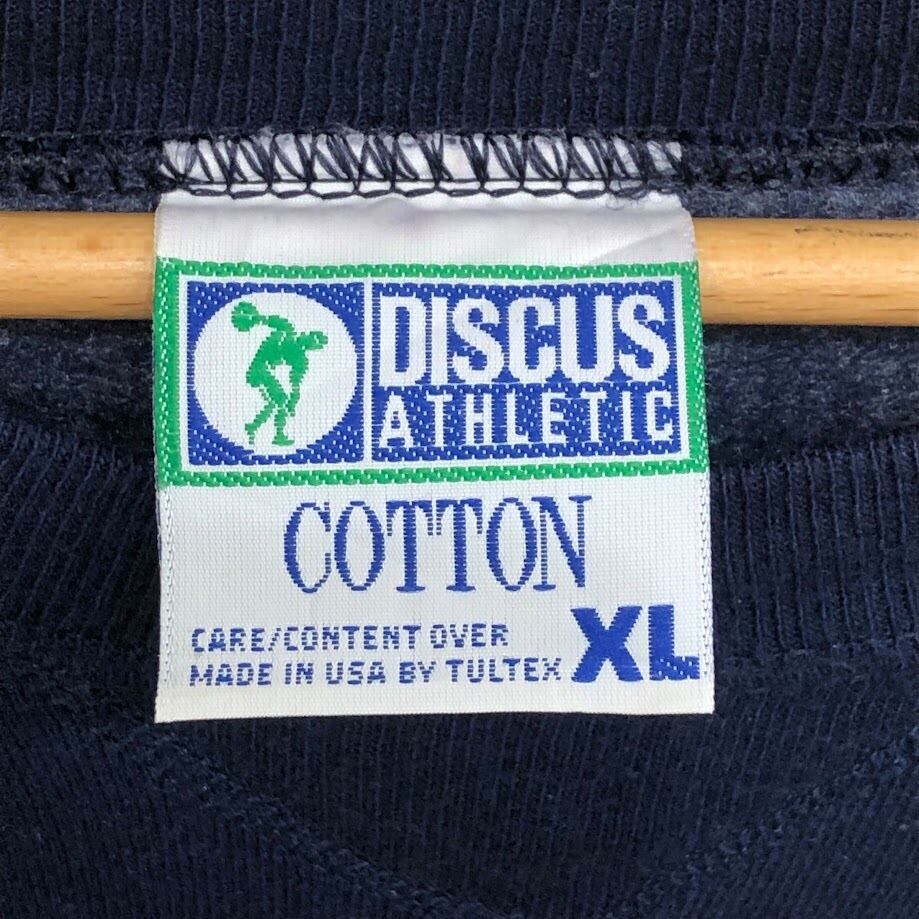 DISCUS
ATHLETIC
COTTON
CARE/CONTENT OVER
MADE IN USA BY TULTEX
XL